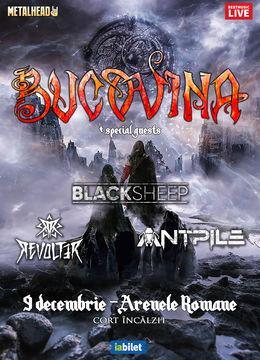 METALHEAD
BESTMUSIC
LIVE
BUCOVINA
& special guests
BLACKSHEEP
REVOLTER
ANTPILE
9 decembrie - Arenele Romane
CORT ÎNCĂLZIT
iabilet